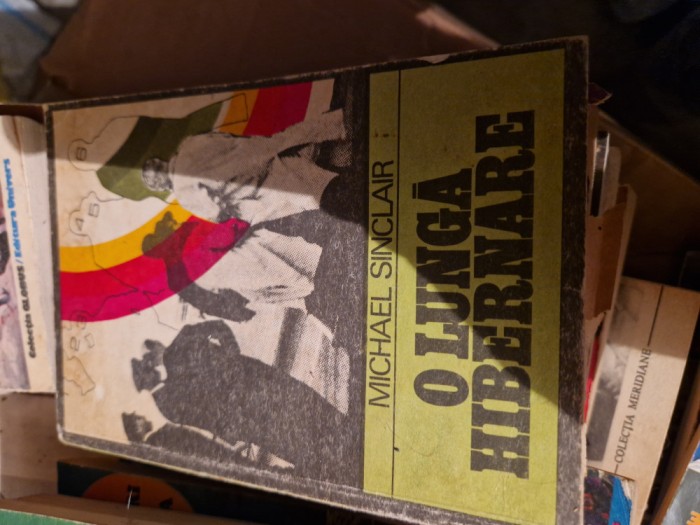 MICHAEL SINCLAIR
O LUNGĂ
HIBERNARE
Colecția GLOBUS / Editura Univers
COLECȚIA MERIDIANE